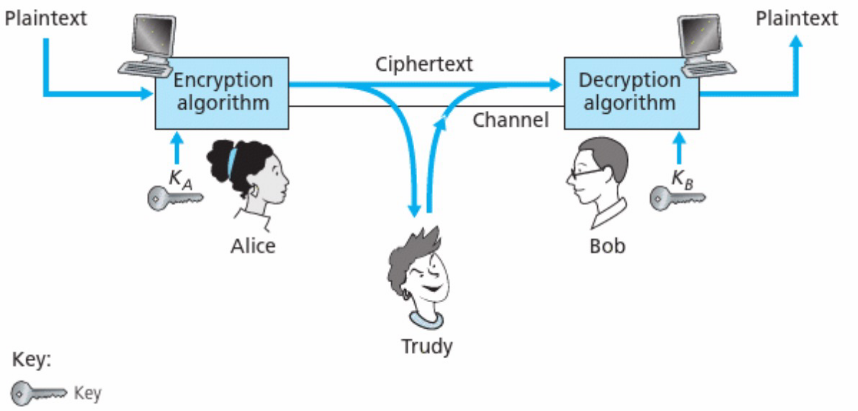 Plaintext
Plaintext
Encryption
algorithm
Ciphertext
Decryption
algorithm
Channel
K_A
K_B
Alice
Bob
Trudy
Key:
Key